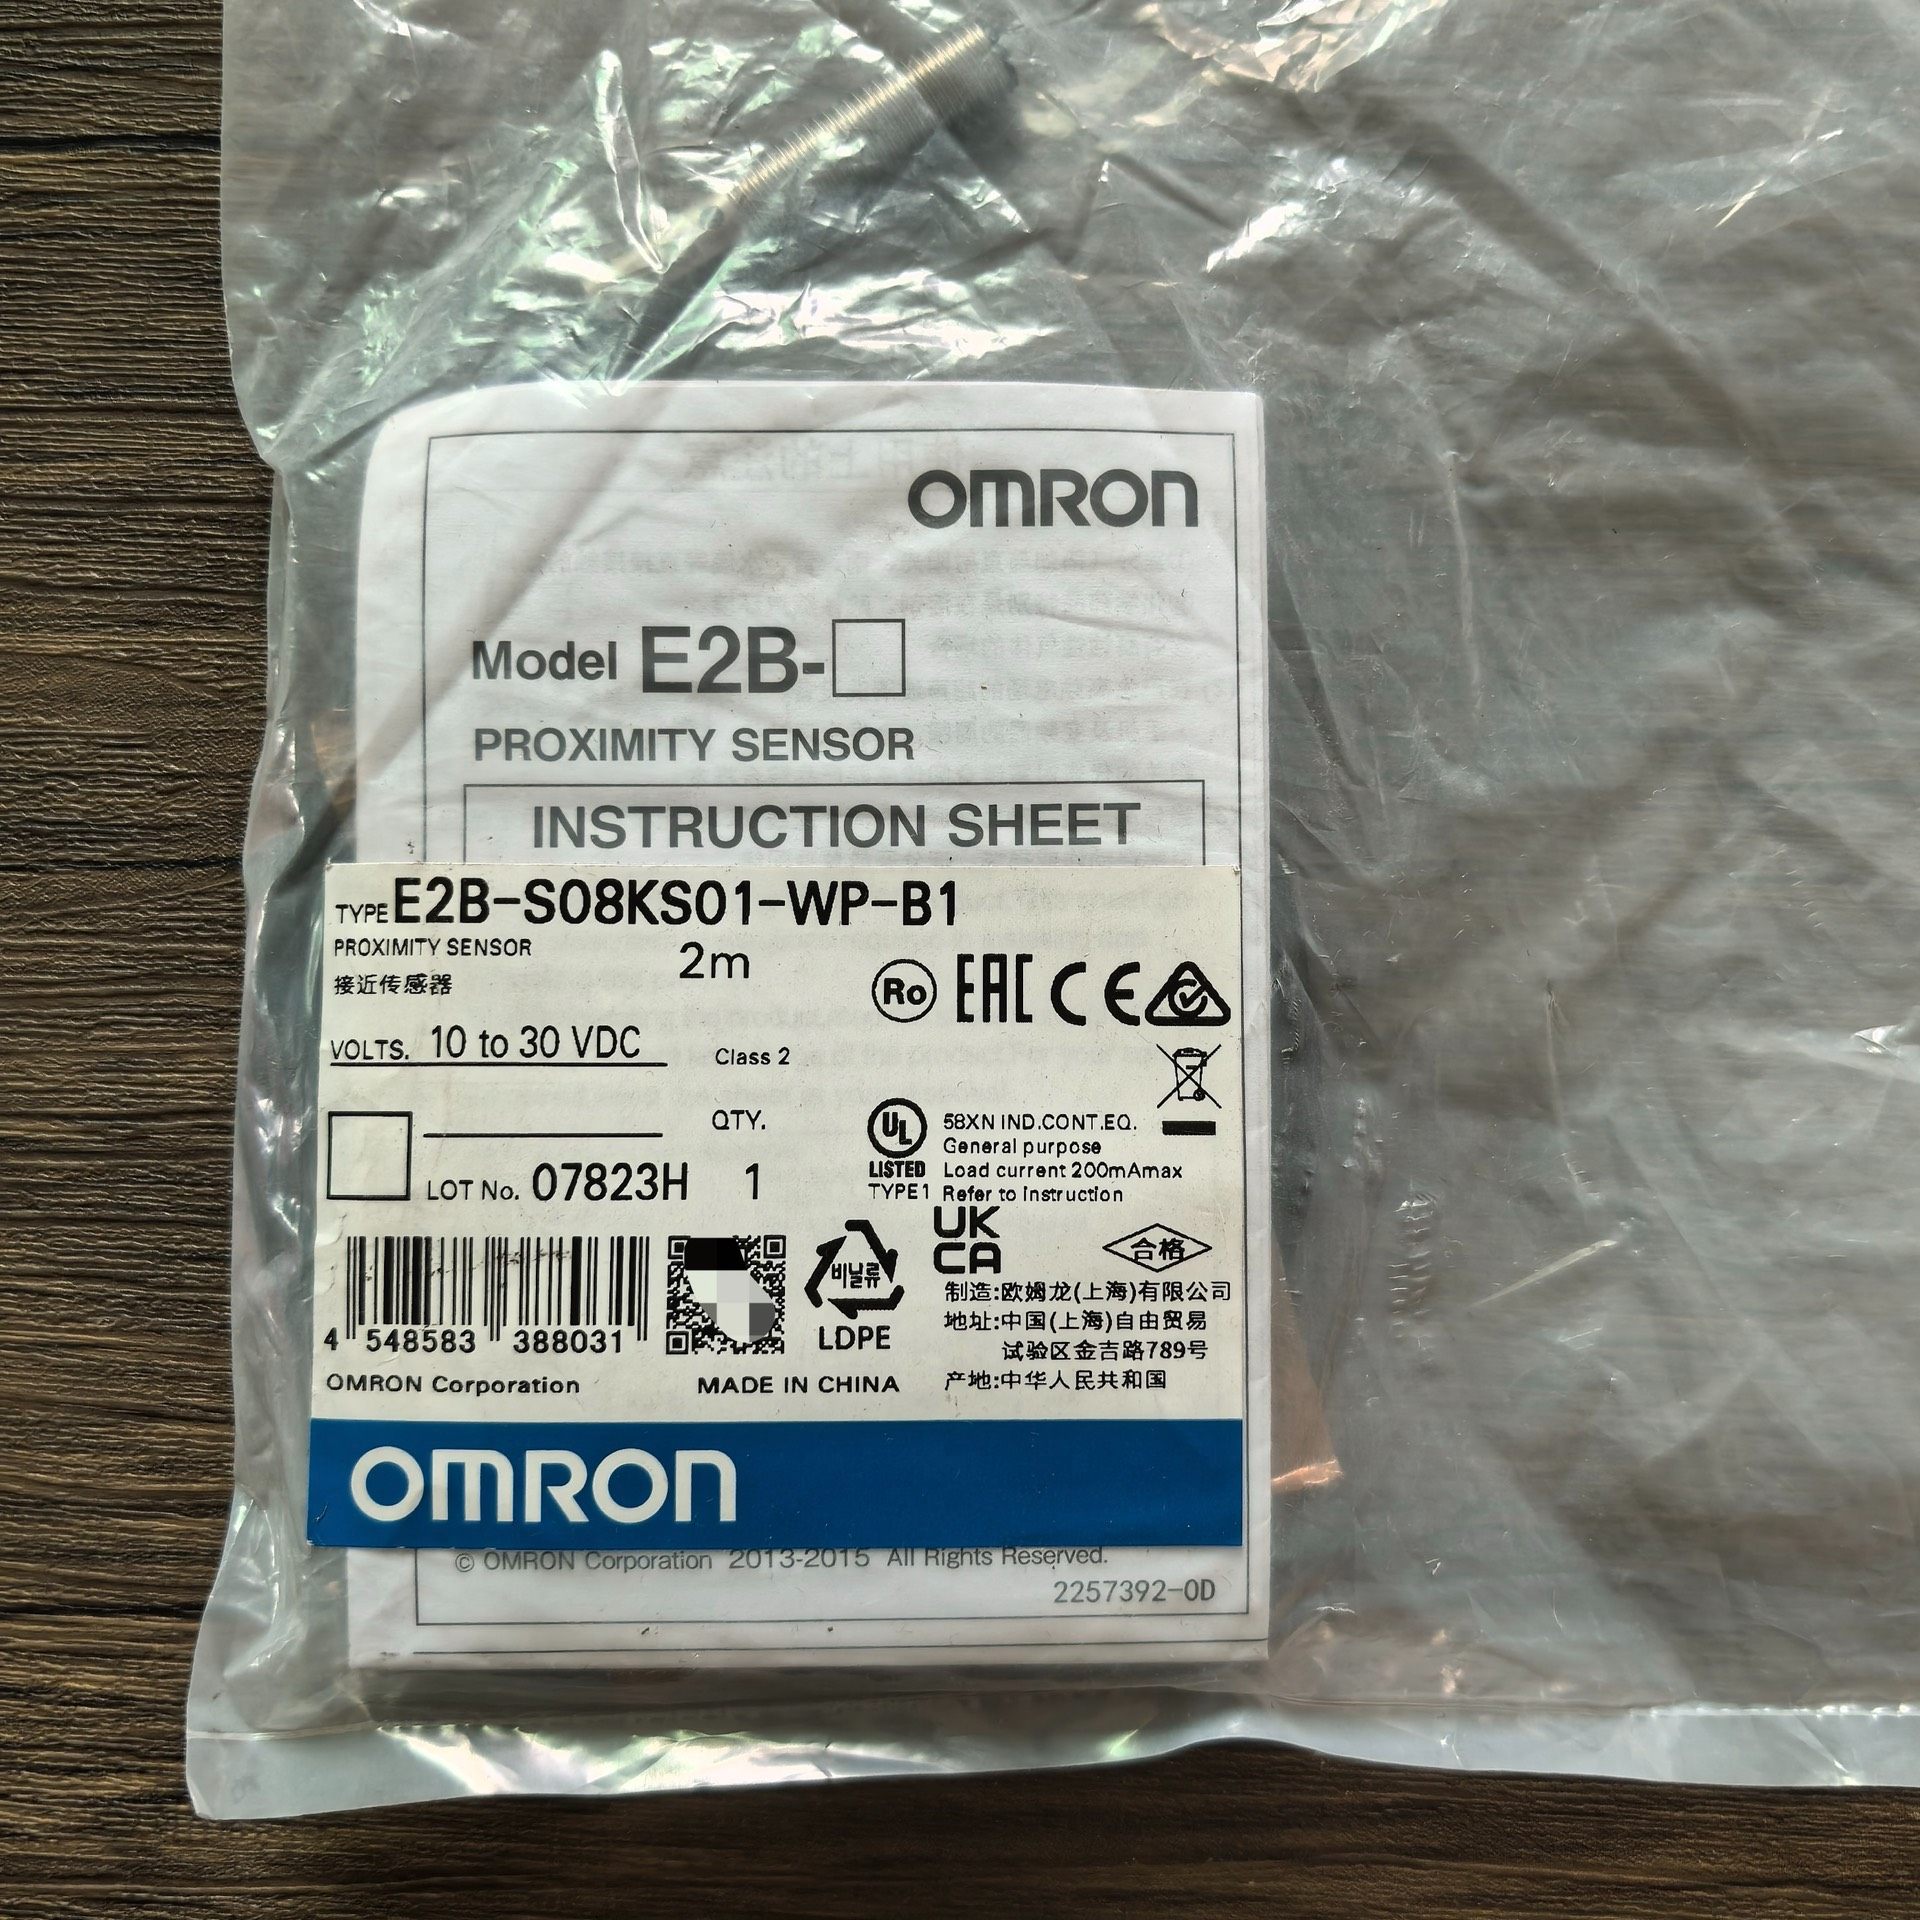 OMRON
Model E2B-□
PROXIMITY SENSOR
INSTRUCTION SHEET
TYPE E2B-S08KS01-WP-B1
PROXIMITY SENSOR 2m
接近传感器
Ro EAC CE
VOLTS. 10 to 30 VDC Class 2
QTY.
LOT No. 07823H 1
UL LISTED TYPE1
58XN IND.CONT.EQ.
General purpose
Load current 200mAmax
Refer to Instruction
UK
CA
合格
비닐류
LDPE
4 548583 388031
制造:欧姆龙(上海)有限公司
地址:中国(上海)自由贸易
试验区金吉路789号
产地:中华人民共和国
OMRON Corporation MADE IN CHINA
OMRON
© OMRON Corporation 2013-2015 All Rights Reserved.
2257392-0D